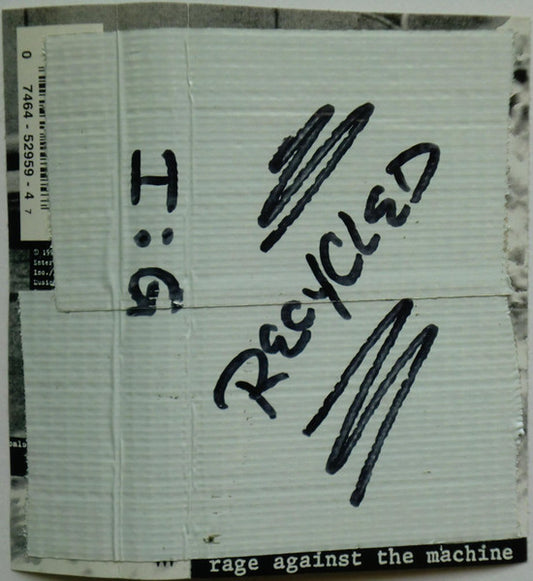 0 7464-52959-4 7
RECYCLED
rage against the machine